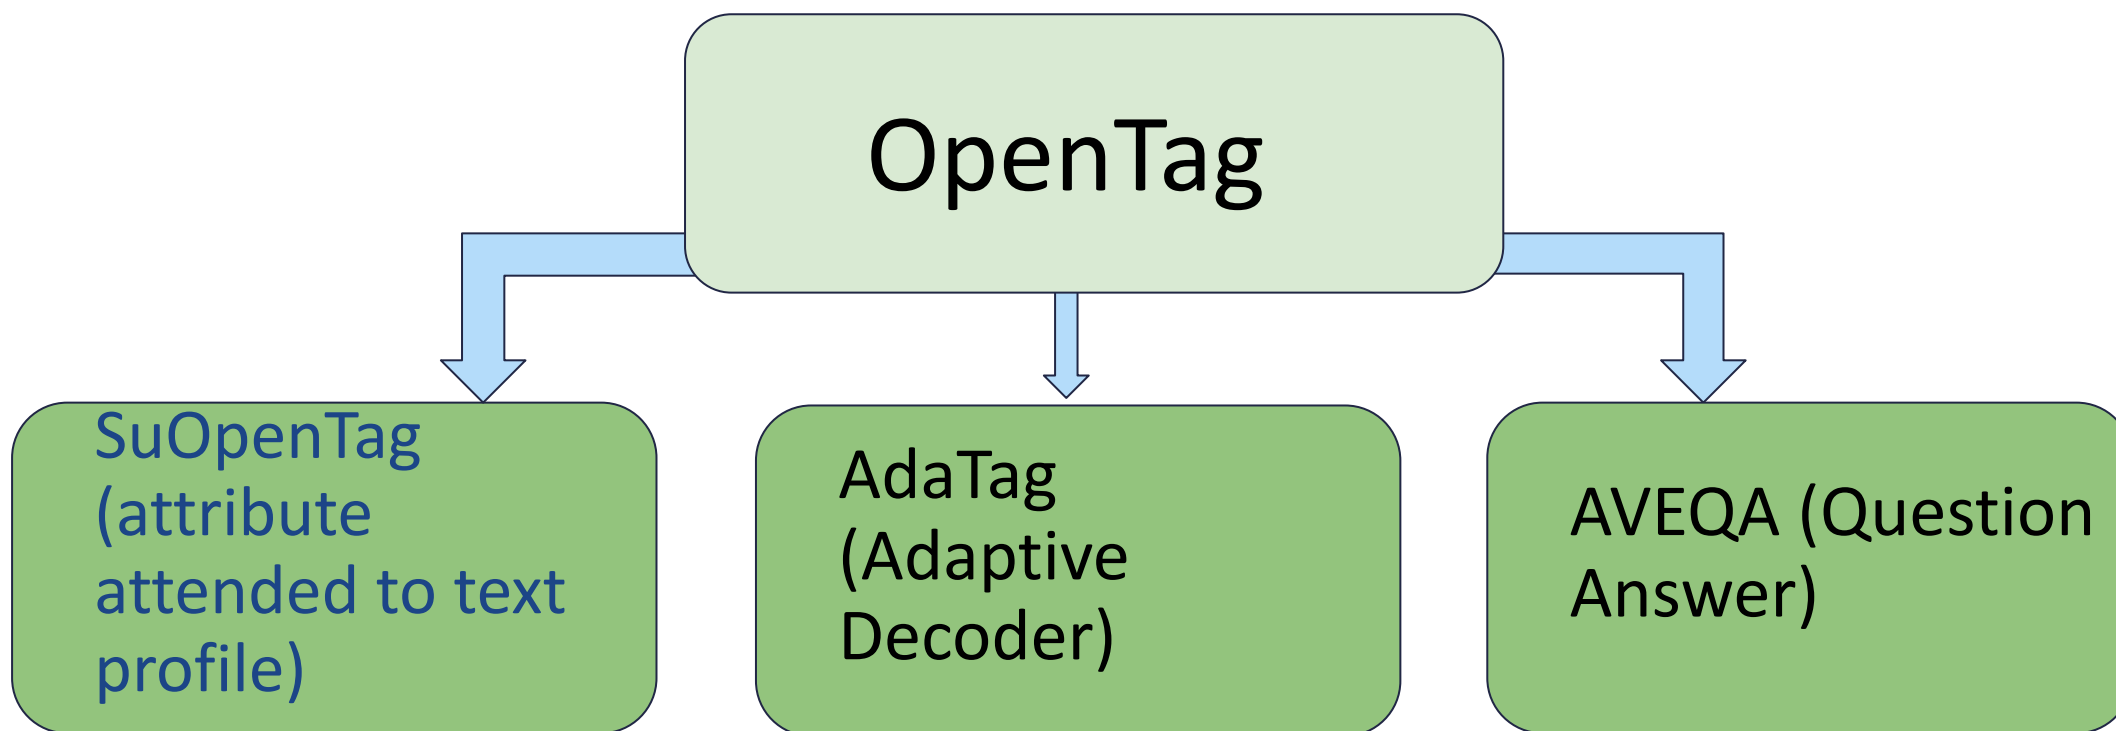 OpenTag
SuOpenTag
(attribute
attended to text
profile)
AdaTag
(Adaptive
Decoder)
AVEQA (Question
Answer)